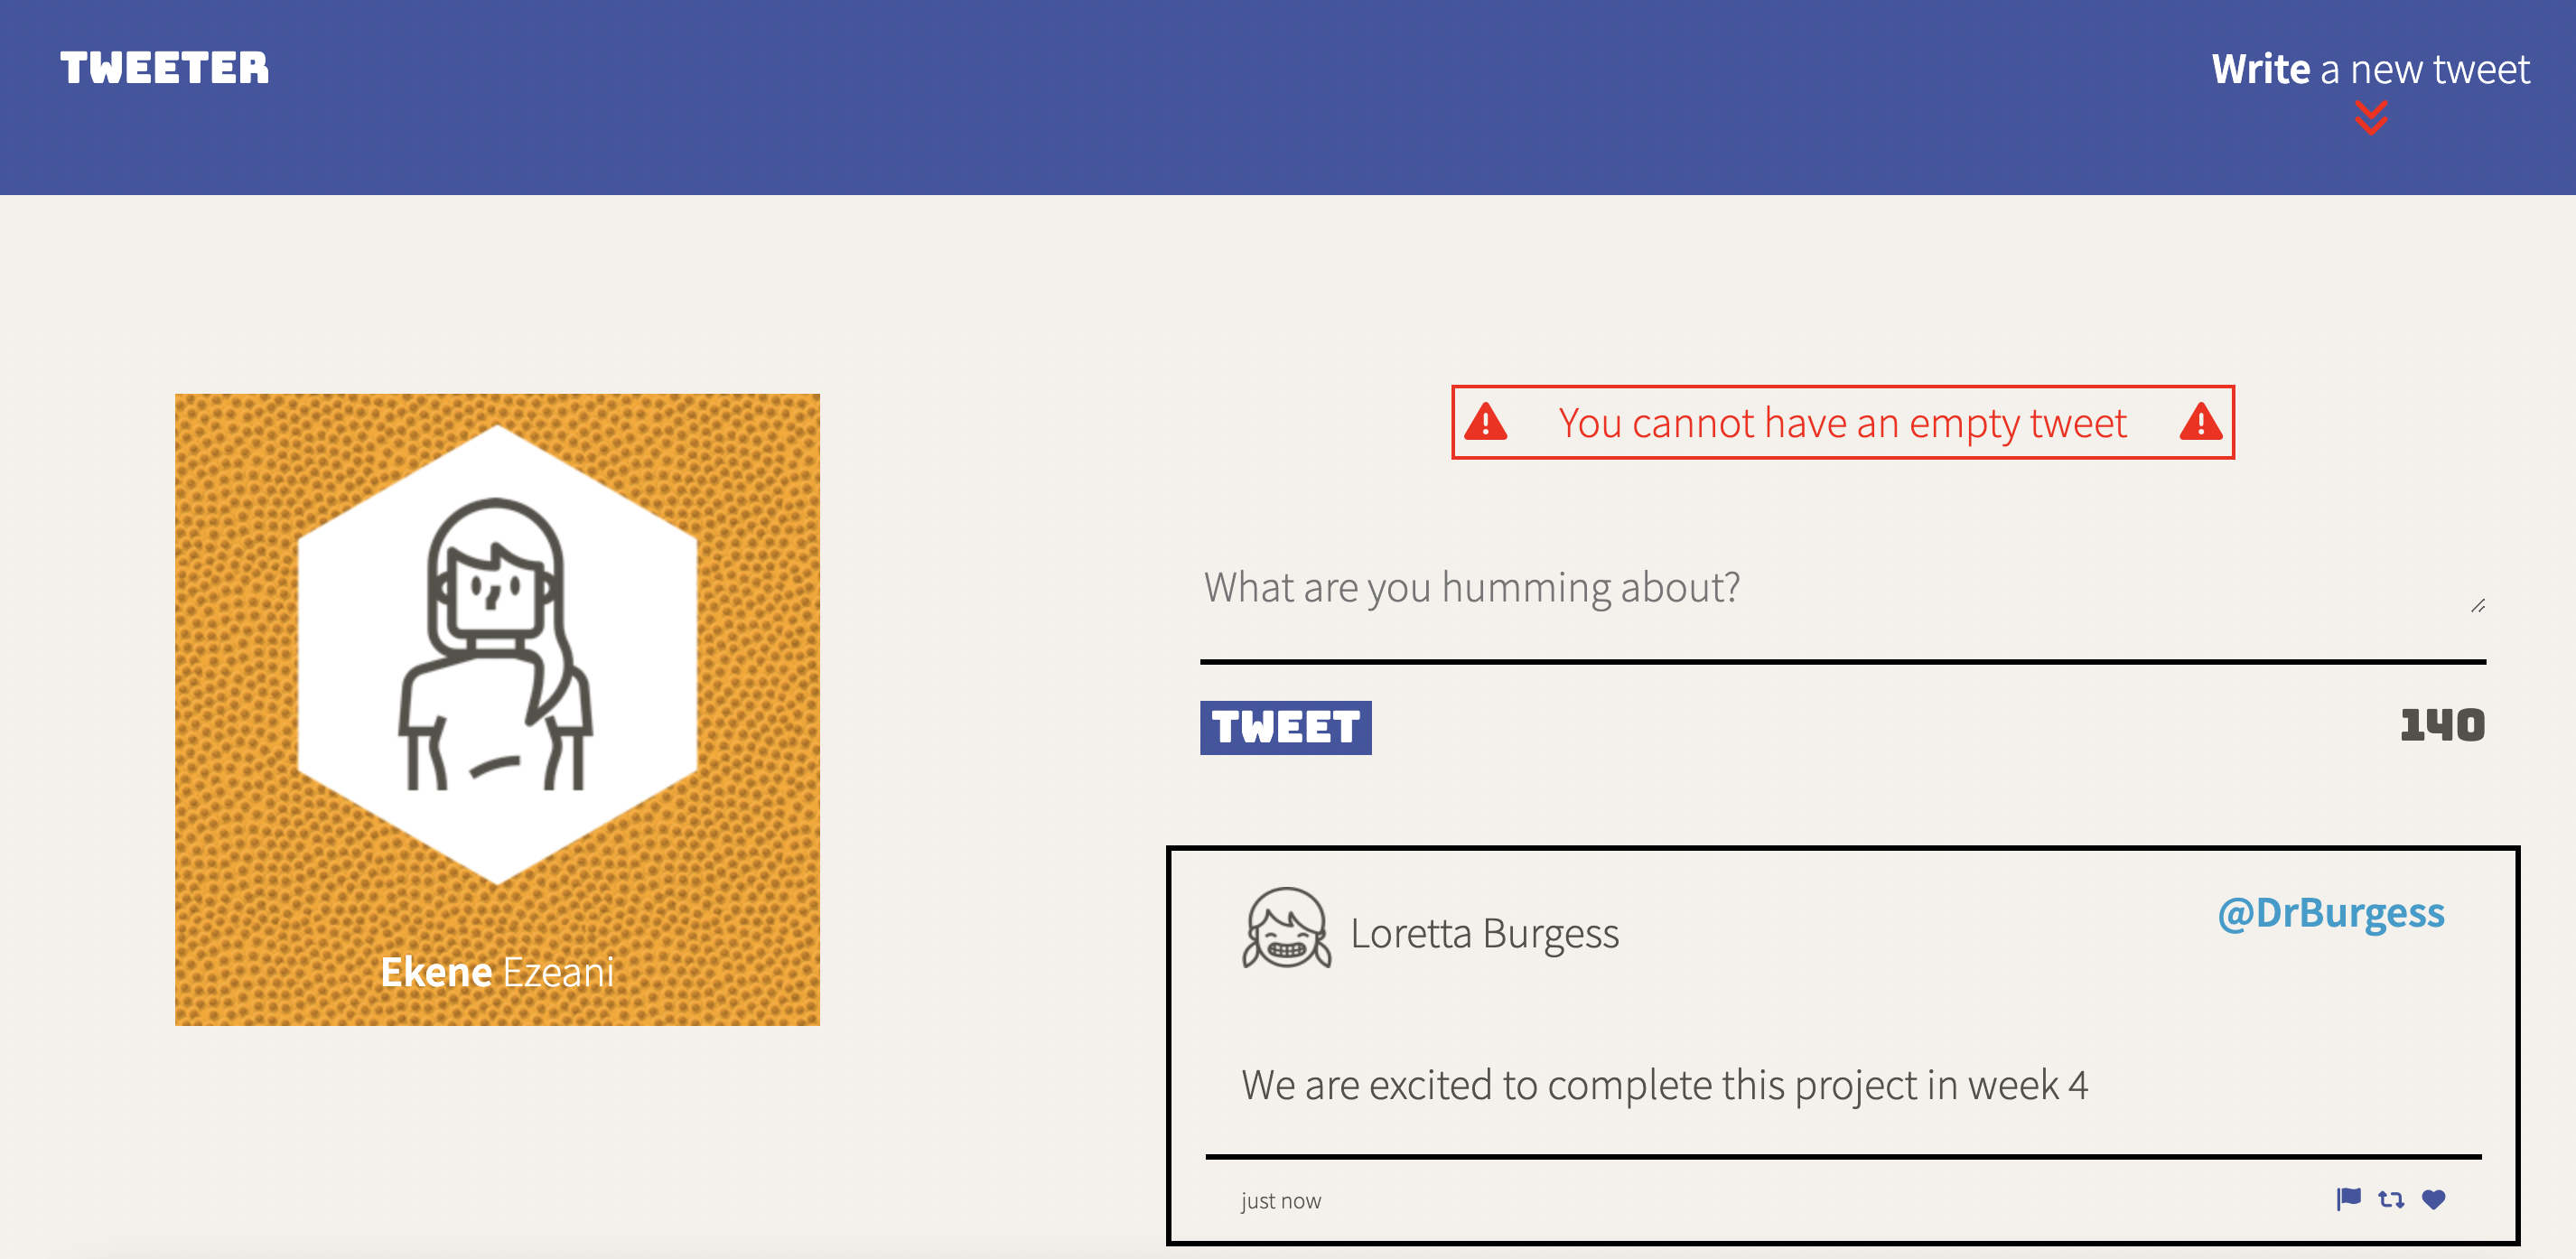 TWEETER
Write a new tweet
You cannot have an empty tweet
What are you humming about?
TWEET
140
Ekene Ezeani
Loretta Burgess
@DrBurgess
We are excited to complete this project in week 4
just now